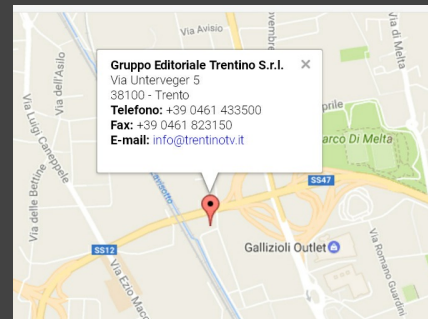 Via Avisio
Gruppo Editoriale Trentino S.r.l.
Via Unterveger 5
38100 - Trento
Telefono: +39 0461 433500
Fax: +39 0461 823150
E-mail: info@trentinotv.it
Via dell'Asilo
Via Luigi Caneppele
Via delle Bettine
Via di Melta
arco Di Melta
SS47
SS12
Gallizioli Outlet
Via Romano Guardini